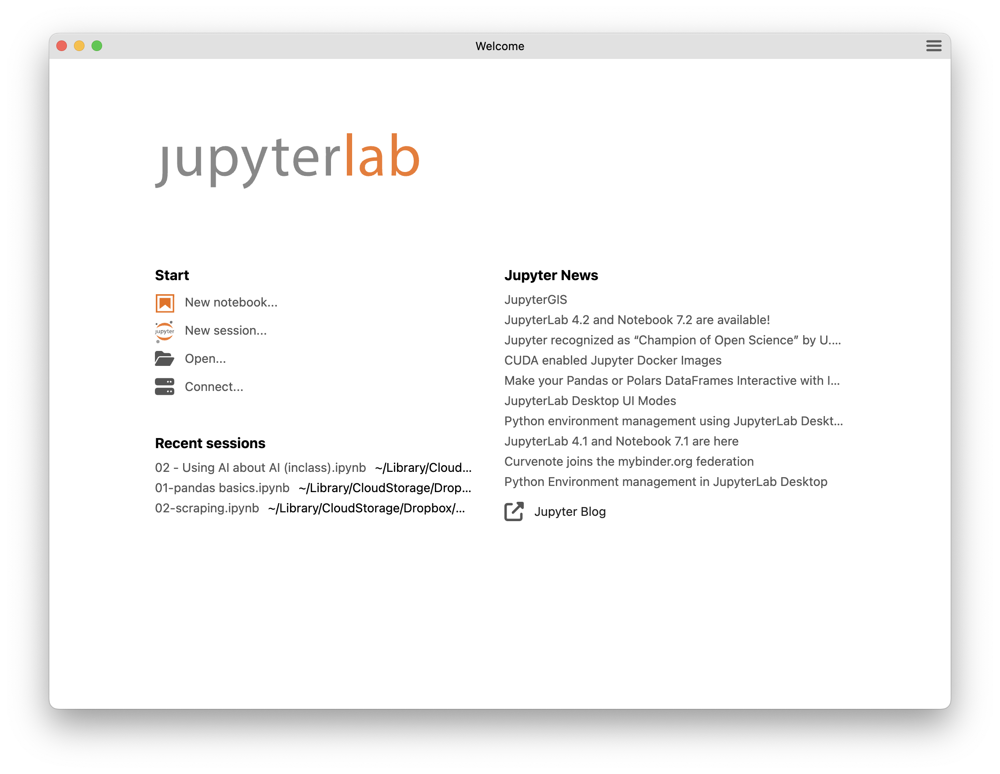 Welcome
jupyterlab
Start
New notebook...
jupyter
New session...
Open...
Connect...
Recent sessions
02 - Using AI about AI (inclass).ipynb ~/Library/Cloud...
01-pandas basics.ipynb ~/Library/CloudStorage/Drop...
02-scraping.ipynb ~/Library/CloudStorage/Dropbox/...
Jupyter News
JupyterGIS
JupyterLab 4.2 and Notebook 7.2 are available!
Jupyter recognized as “Champion of Open Science” by U....
CUDA enabled Jupyter Docker Images
Make your Pandas or Polars DataFrames Interactive with I...
JupyterLab Desktop UI Modes
Python environment management using JupyterLab Deskt...
JupyterLab 4.1 and Notebook 7.1 are here
Curvenote joins the mybinder.org federation
Python Environment management in JupyterLab Desktop
Jupyter Blog